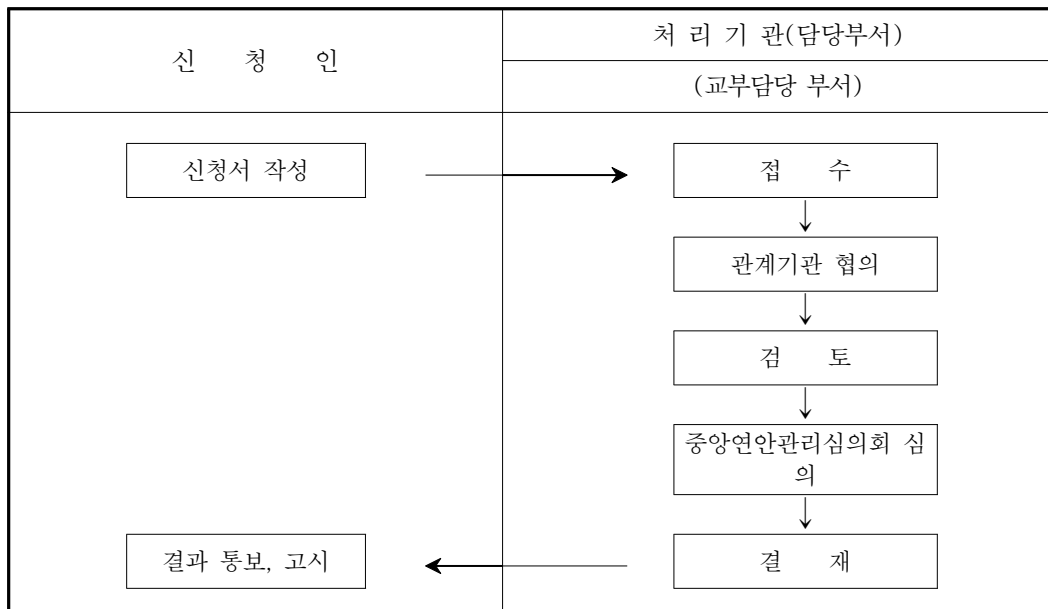 신 청 인
처 리 기 관(담당부서)
(교부담당 부서)
신청서 작성
접 수
관계기관 협의
검 토
중앙연안관리심의회 심
의
결과 통보, 고시
결 재